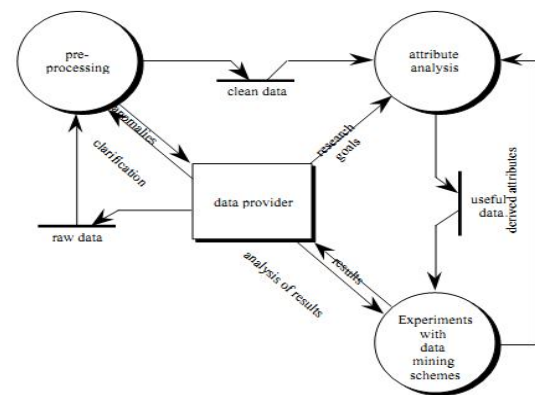 pre-
processing
attribute
analysis
clean data
anomalies
clarification
research
goals
data provider
useful
data
derived attributes
raw data
analysis of results
results
Experiments
with
data
mining
schemes